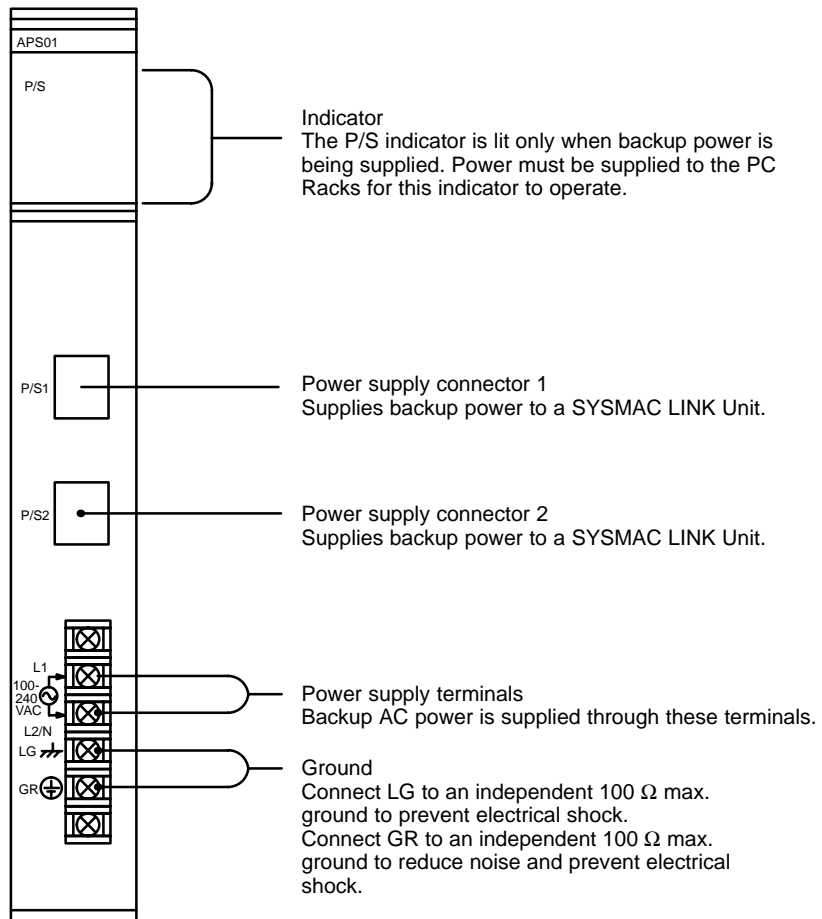 APS01
P/S
Indicator
The P/S indicator is lit only when backup power is
being supplied. Power must be supplied to the PC
Racks for this indicator to operate.
P/S1
Power supply connector 1
Supplies backup power to a SYSMAC LINK Unit.
P/S2
Power supply connector 2
Supplies backup power to a SYSMAC LINK Unit.
L1
100-
240
VAC
L2/N
Power supply terminals
Backup AC power is supplied through these terminals.
LG
GR
Ground
Connect LG to an independent 100 Ω max.
ground to prevent electrical shock.
Connect GR to an independent 100 Ω max.
ground to reduce noise and prevent electrical
shock.